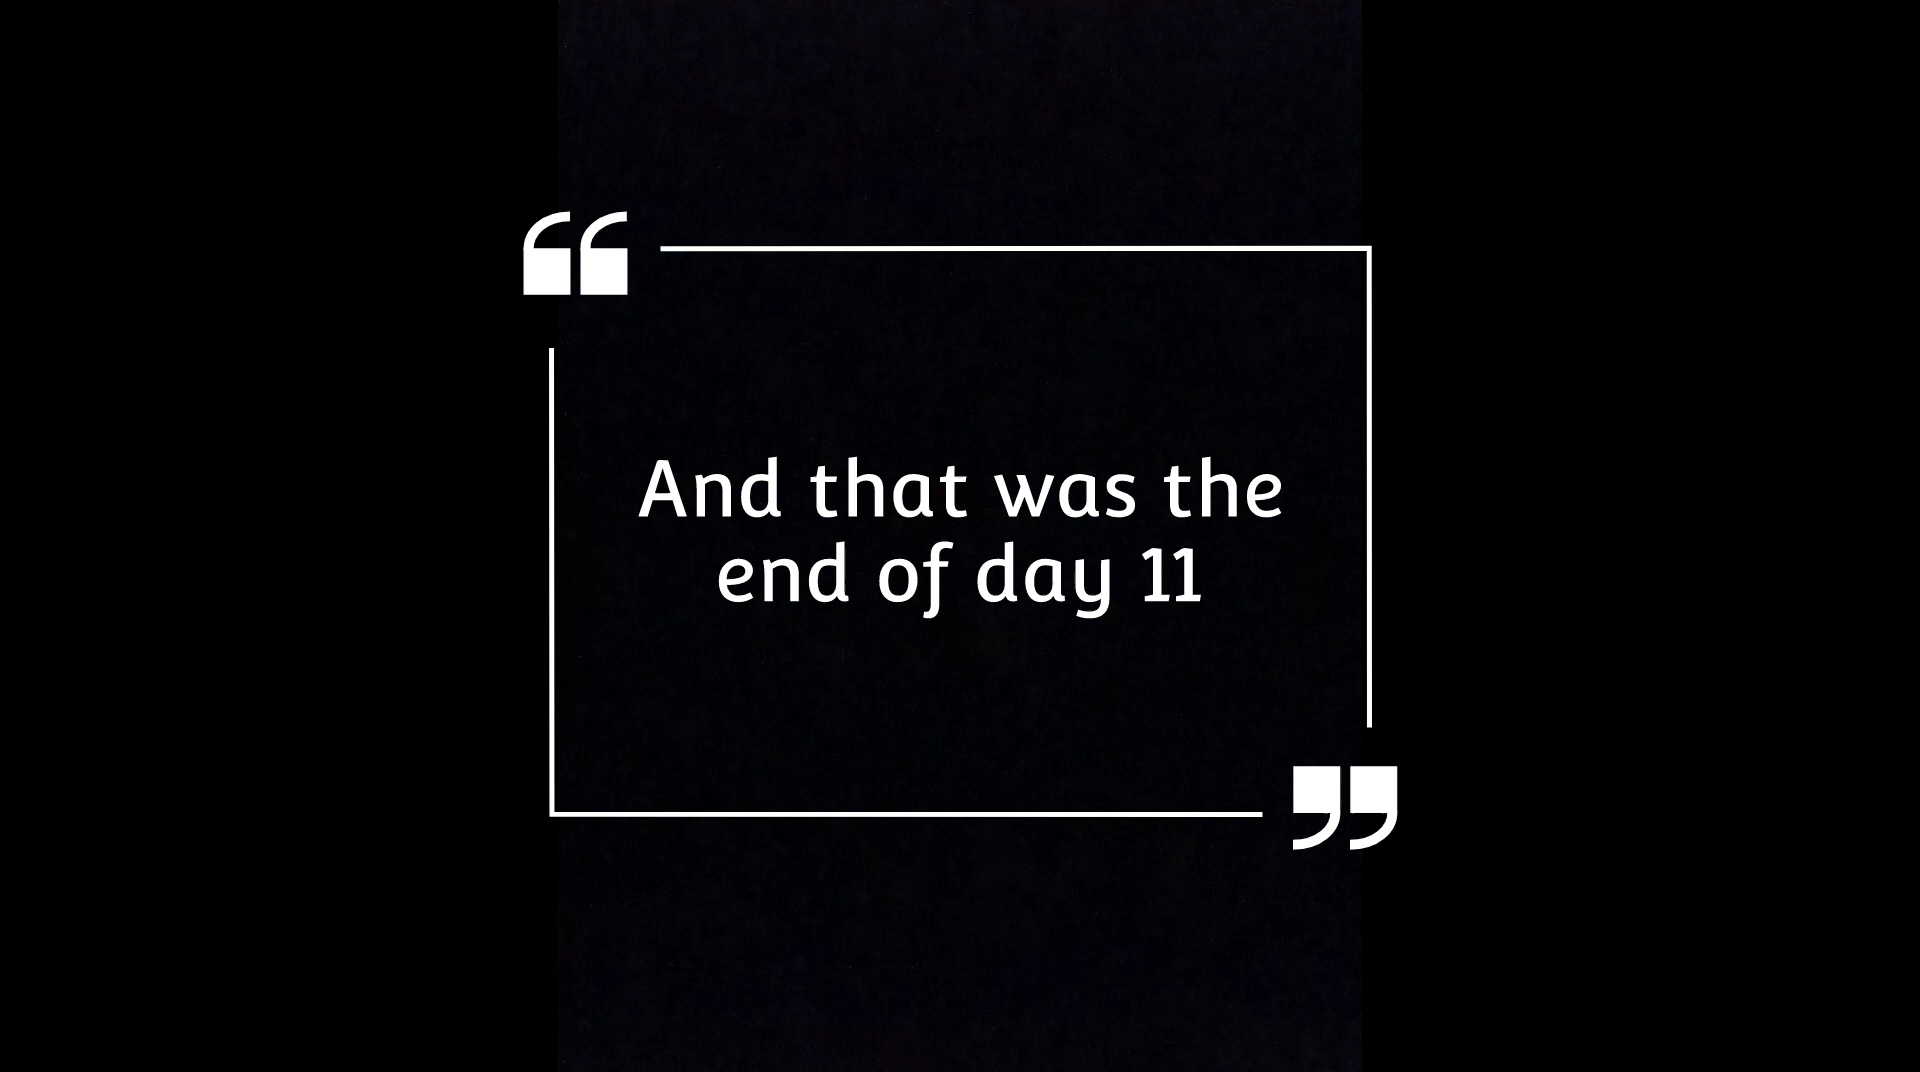 And that was the
end of day 11